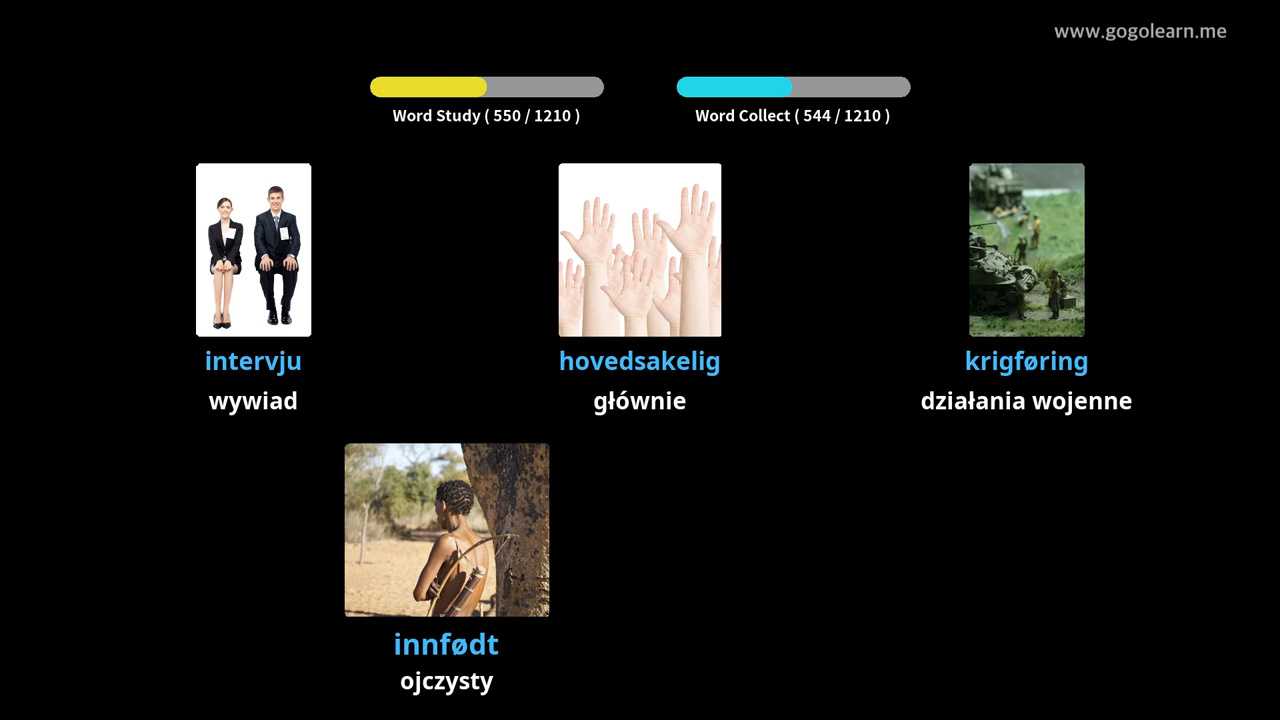 www.gogolearn.me
Word Study ( 550 / 1210 )
Word Collect ( 544 / 1210 )
intervju
wywiad
hovedsakelig
głównie
krigføring
działania wojenne
innfødt
ojczysty